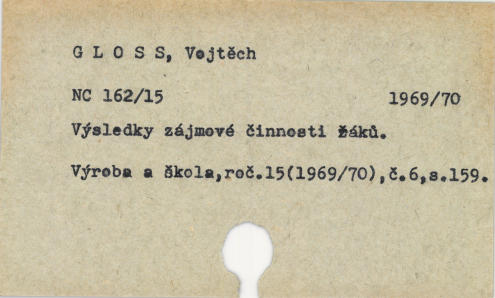 G L O S S, Vojtěch
NC 162/15 1969/70
Výsledky zájmové činnosti žáků.
Výroba a škola,roč.15(1969/70),č.6,s.159.